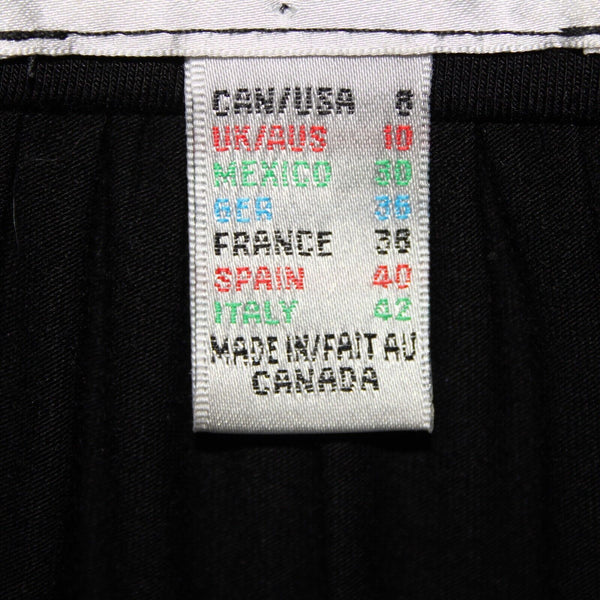 CAN/USA 8
UK/AUS 10
MEXICO 30
GER 36
FRANCE 38
SPAIN 40
ITALY 42
MADE IN/FAIT AU
CANADA